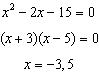 x² − 2x − 15 = 0
(x + 3)(x − 5) = 0
x = −3, 5